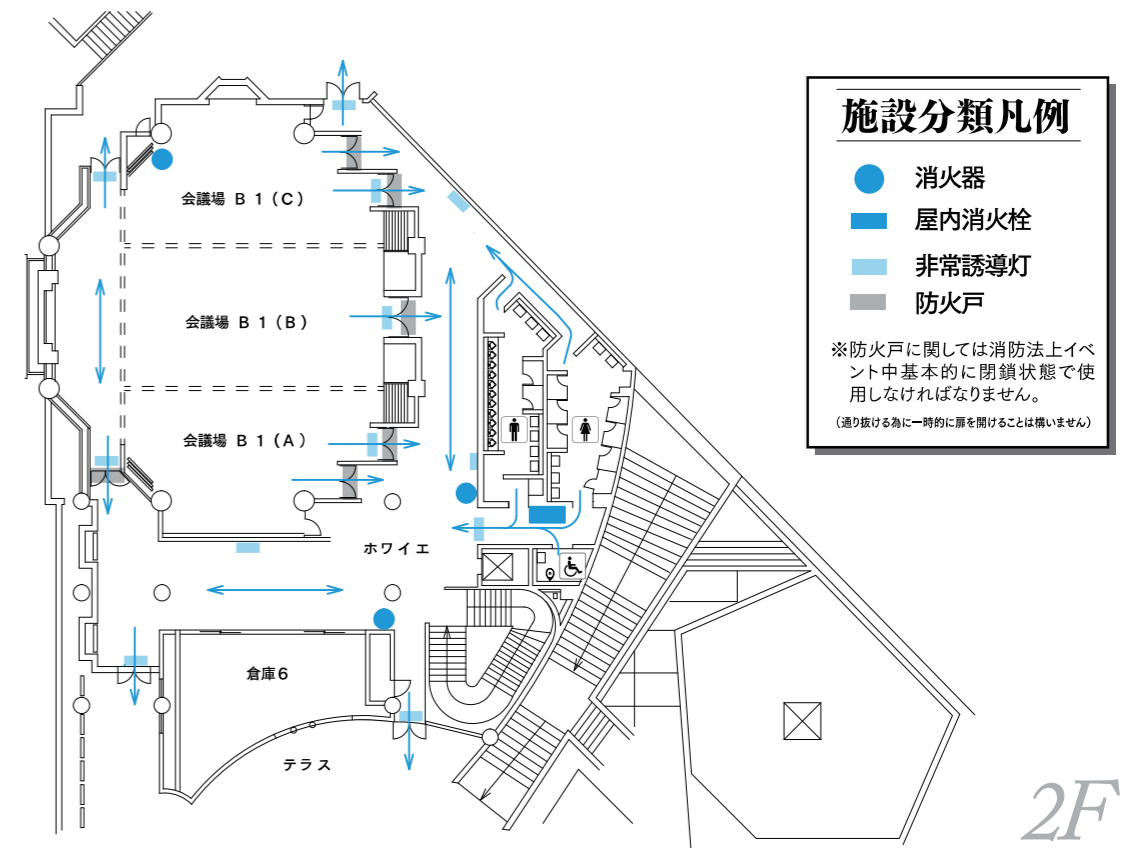 施設分類凡例
消火器
屋内消火栓
非常誘導灯
防火戸
※防火戸に関しては消防法上イベ
ント中基本的に閉鎖状態で使
用しなければなりません。
（通り抜ける為に一時的に扉を開けることは構いません）
会議場 B 1（C）
会議場 B 1（B）
会議場 B 1（A）
ホワイエ
倉庫6
テラス
2F